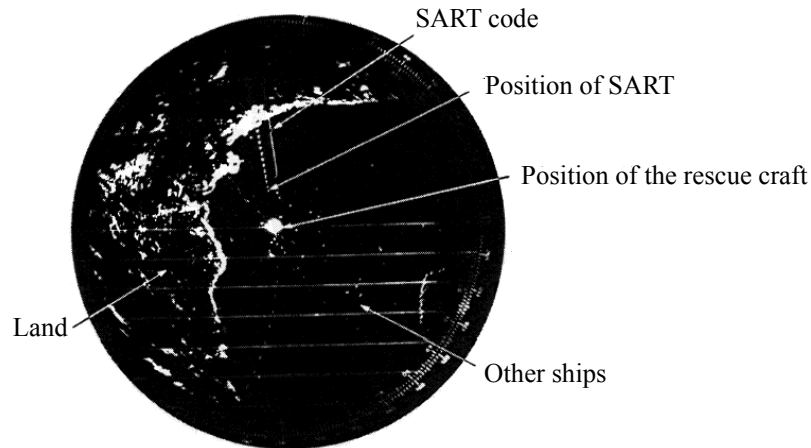 SART code
Position of SART
Position of the rescue craft
Land
Other ships